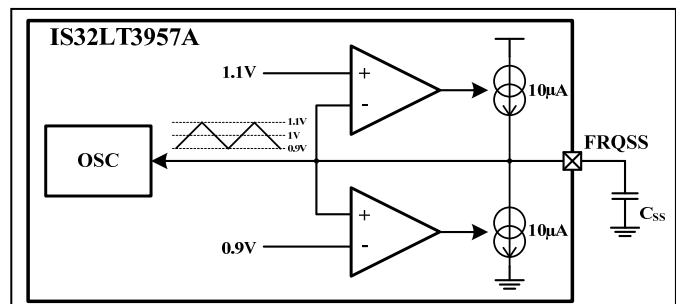 IS32LT3957A
1.1V
+
-
10µA
1.1V
1V
0.9V
OSC
FRQSS
+
-
10µA
0.9V
CSS